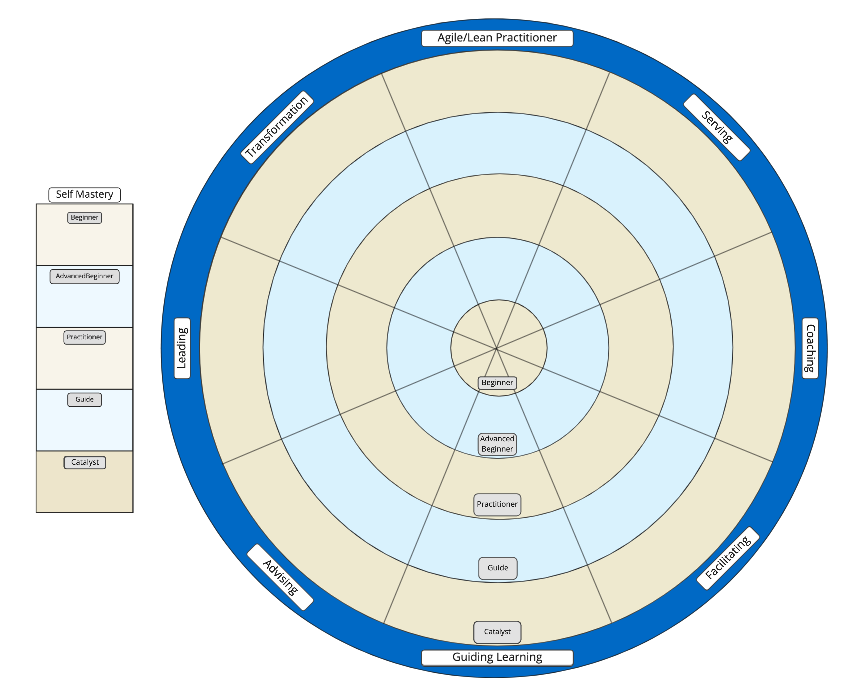 Agile/Lean Practitioner
Transformation
Serving
Self Mastery
Beginner
AdvancedBeginner
Practitioner
Guide
Catalyst
Leading
Coaching
Beginner
Advanced
Beginner
Practitioner
Guide
Catalyst
Advising
Facilitating
Guiding Learning